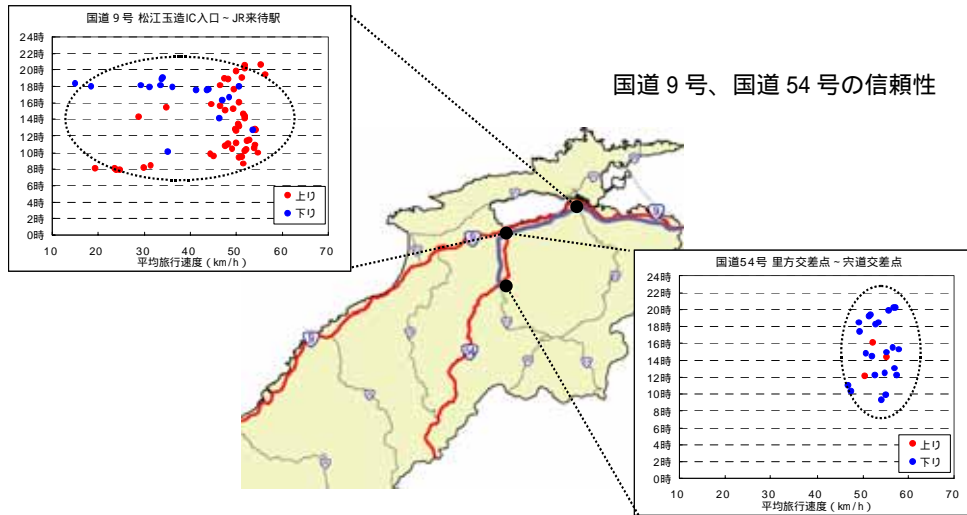 国道９号 松江玉造IC入口～JR来待駅
24時
22時
20時
18時
16時
14時
12時
10時
8時
6時
4時
2時
0時
上り
下り
10 20 30 40 50 60 70
平均旅行速度（km/h）
国道９号、国道54号の信頼性
9
9
54
国道54号 里方交差点～宍道交差点
24時
22時
20時
18時
16時
14時
12時
10時
8時
6時
4時
2時
0時
上り
下り
10 20 30 40 50 60 70
平均旅行速度（km/h）